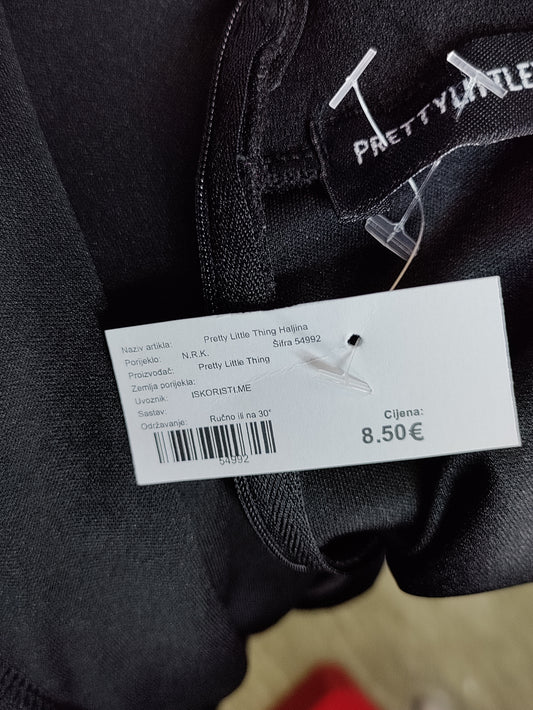 PRETTYLITTLE
Naziv artikla: Pretty Little Thing Haljina
Porijeklo: N.R.K. Šifra 54992
Proizvođač: Pretty Little Thing
Zemlja porijekla:
Uvoznik: ISKORISTI.ME
Sastav:
Održavanje: Ručno ili na 30°
54992
Cijena:
8.50€